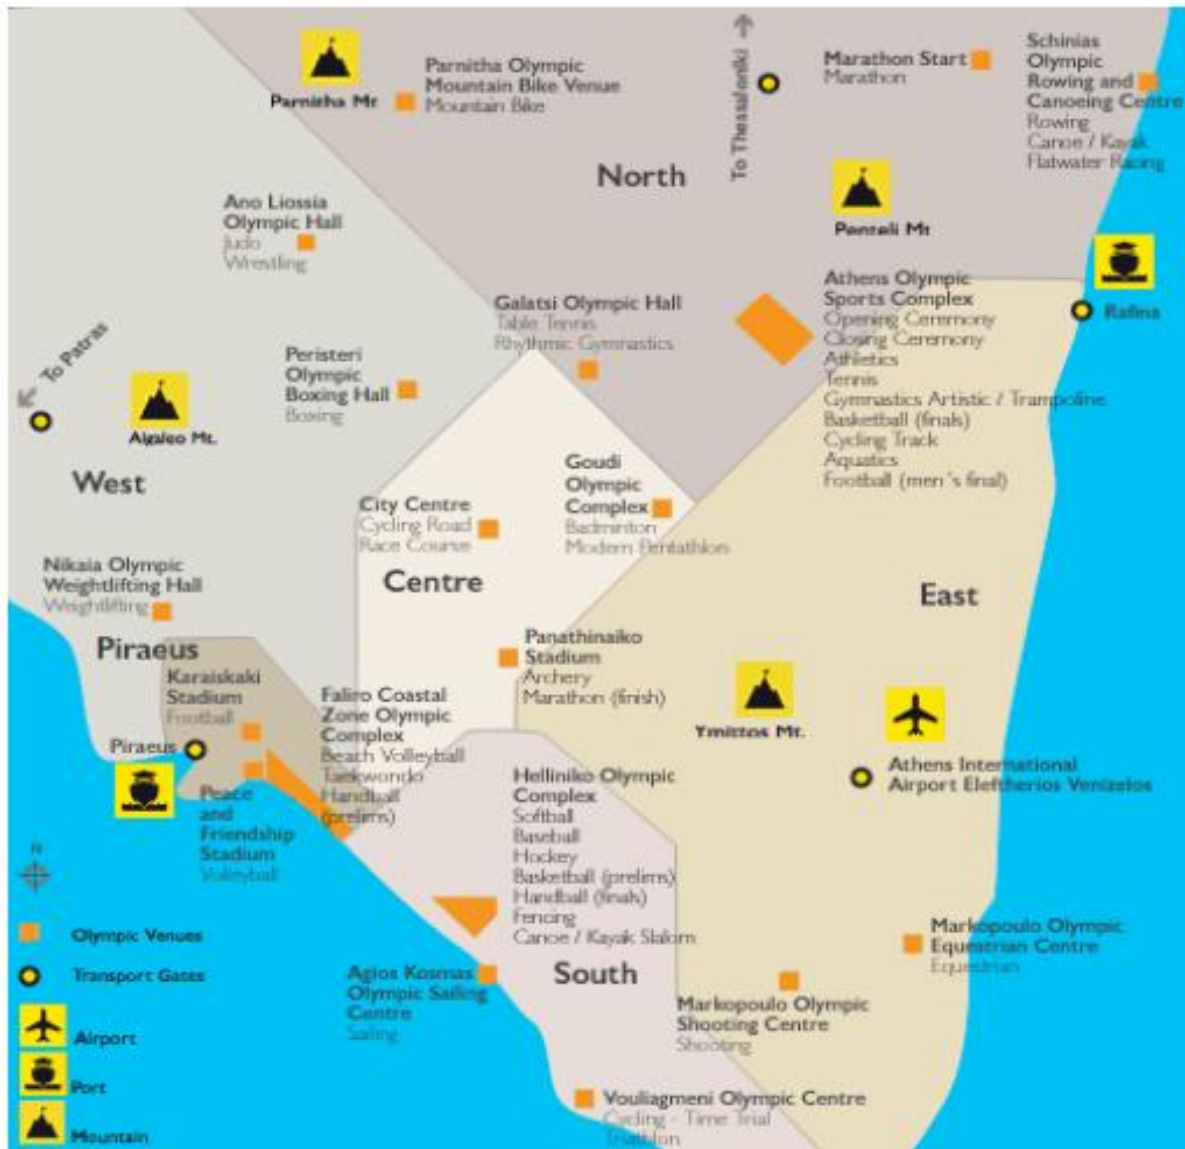 Parnitha Mt
Parnitha Olympic
Mountain Bike Venue
Mountain Bike
To Thessaloniki
Marathon Start
Marathon
Schinias
Olympic
Rowing and
Canoeing Centre
Rowing
Canoe / Kayak
Flatwater Racing
North
Penteli Mt
Ano Liossia
Olympic Hall
Judo
Wrestling
Galatsi Olympic Hall
Table Tennis
Rhythmic Gymnastics
Athens Olympic
Sports Complex
Opening Ceremony
Closing Ceremony
Athletics
Tennis
Gymnastics Artistic / Trampoline
Basketball (finals)
Cycling Track
Aquatics
Football (men´s final)
Rafina
To Patras
Aigaleo Mt.
Peristeri
Olympic
Boxing Hall
Boxing
West
City Centre
Cycling Road
Race Course
Goudi
Olympic
Complex
Badminton
Modern Pentathlon
Centre
East
Nikaia Olympic
Weightlifting Hall
Weightlifting
Piraeus
Karaiskaki
Stadium
Football
Panathinaiko
Stadium
Archery
Marathon (finish)
Faliro Coastal
Zone Olympic
Complex
Beach Volleyball
Taekwondo
Handball
(prelims)
Ymittos Mt.
Piraeus
Peace
and
Friendship
Stadium
Volleyball
Helliniko Olympic
Complex
Softball
Baseball
Hockey
Basketball (prelims)
Handball (finals)
Fencing
Canoe / Kayak Slalom
Athens International
Airport Eleftherios Venizelos
South
Agios Kosmas
Olympic Sailing
Centre
Sailing
Markopoulo Olympic
Equestrian Centre
Equestrian
Markopoulo Olympic
Shooting Centre
Shooting
Vouliagmeni Olympic Centre
Cycling - Time Trial
Triathlon
N
Olympic Venues
Transport Gates
Airport
Port
Mountain